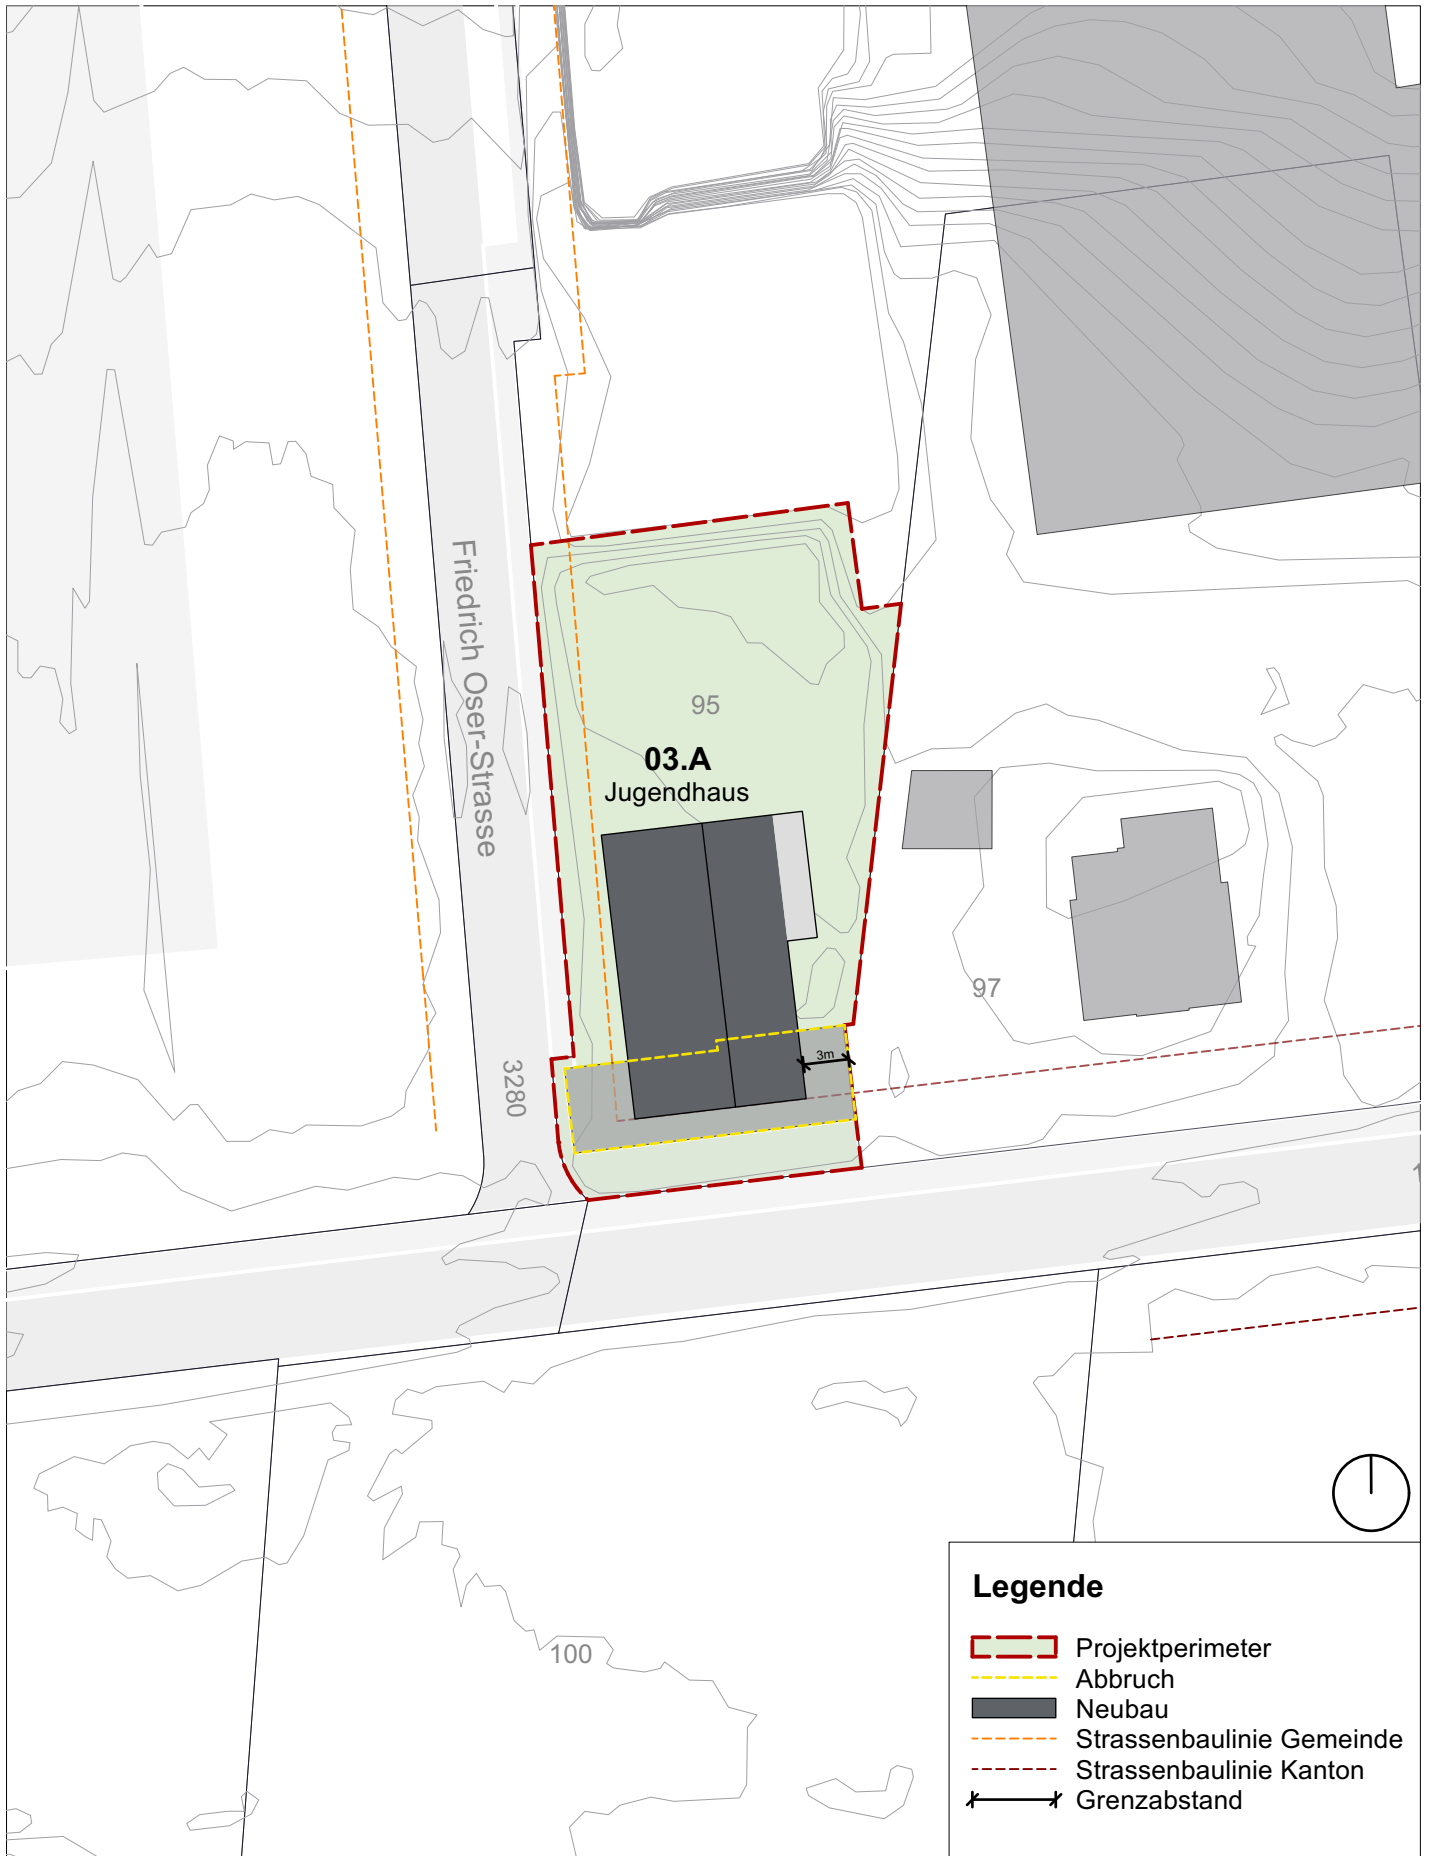 Friedrich Oser-Strasse
95
03.A
Jugendhaus
97
3m
3280
100
Legende
Projektperimeter
Abbruch
Neubau
Strassenbaulinie Gemeinde
Strassenbaulinie Kanton
Grenzabstand